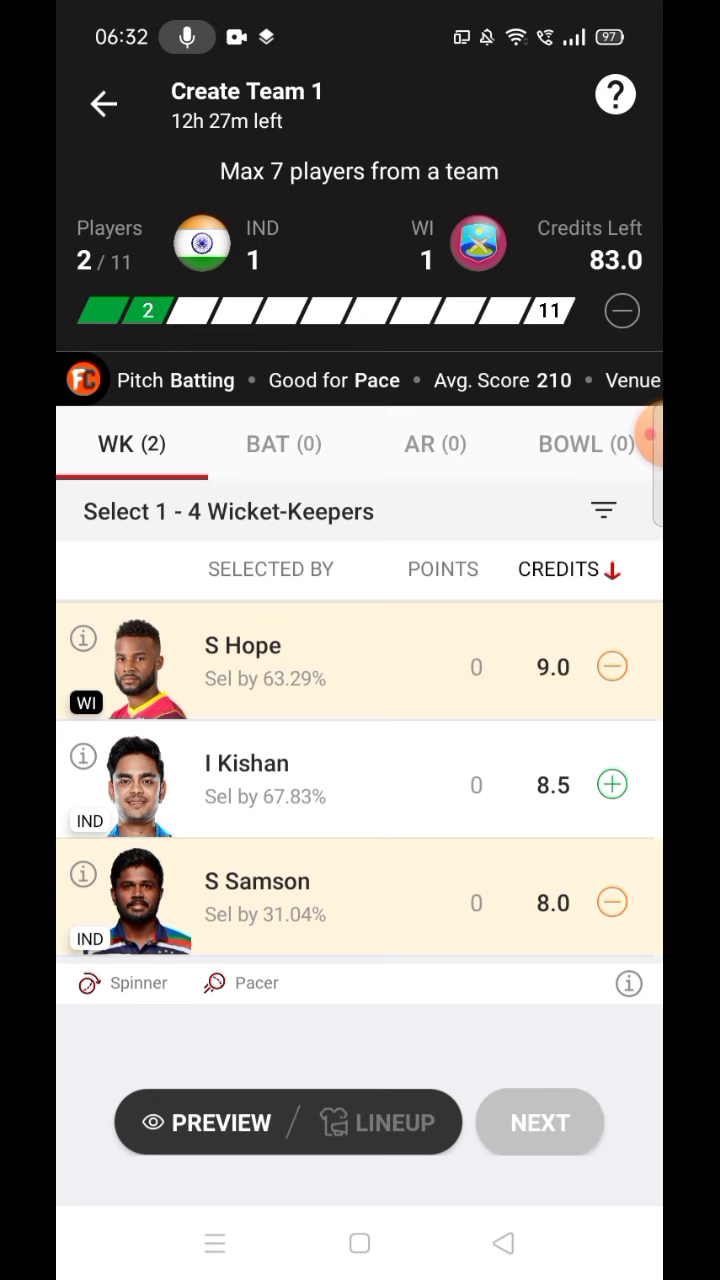 06:32
97
Create Team 1
12h 27m left
?
Max 7 players from a team
Players IND WI Credits Left
2 / 11 1 1 83.0
2 11
FC Pitch Batting • Good for Pace • Avg. Score 210 • Venue
WK (2) BAT (0) AR (0) BOWL (0)
Select 1 - 4 Wicket-Keepers
SELECTED BY POINTS CREDITS
S Hope
Sel by 63.29% 0 9.0
WI
I Kishan
Sel by 67.83% 0 8.5
IND
S Samson
Sel by 31.04% 0 8.0
IND
Spinner Pacer
PREVIEW / LINEUP NEXT